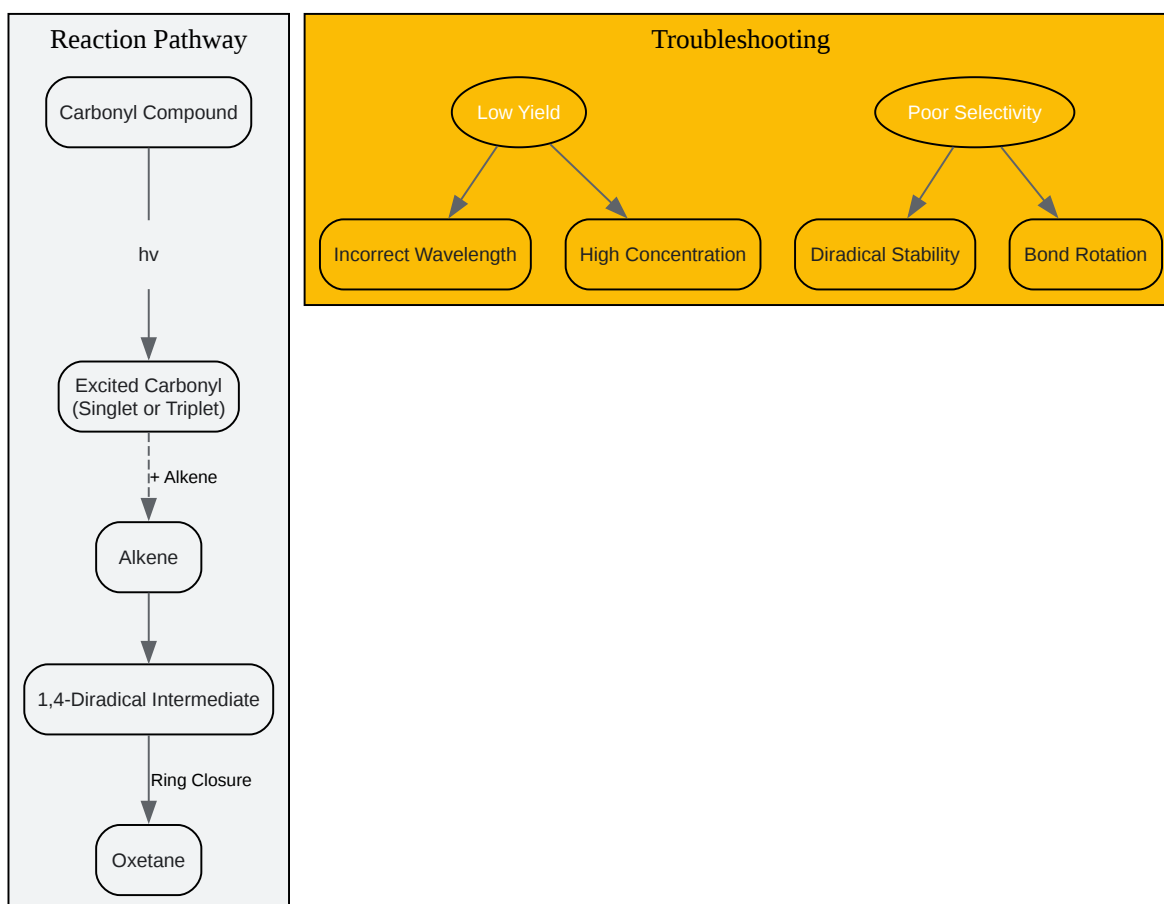 Reaction Pathway
Carbonyl Compound
hv
Excited Carbonyl
(Singlet or Triplet)
+ Alkene
Alkene
1,4-Diradical Intermediate
Ring Closure
Oxetane
Troubleshooting
Low Yield
Poor Selectivity
Incorrect Wavelength
High Concentration
Diradical Stability
Bond Rotation